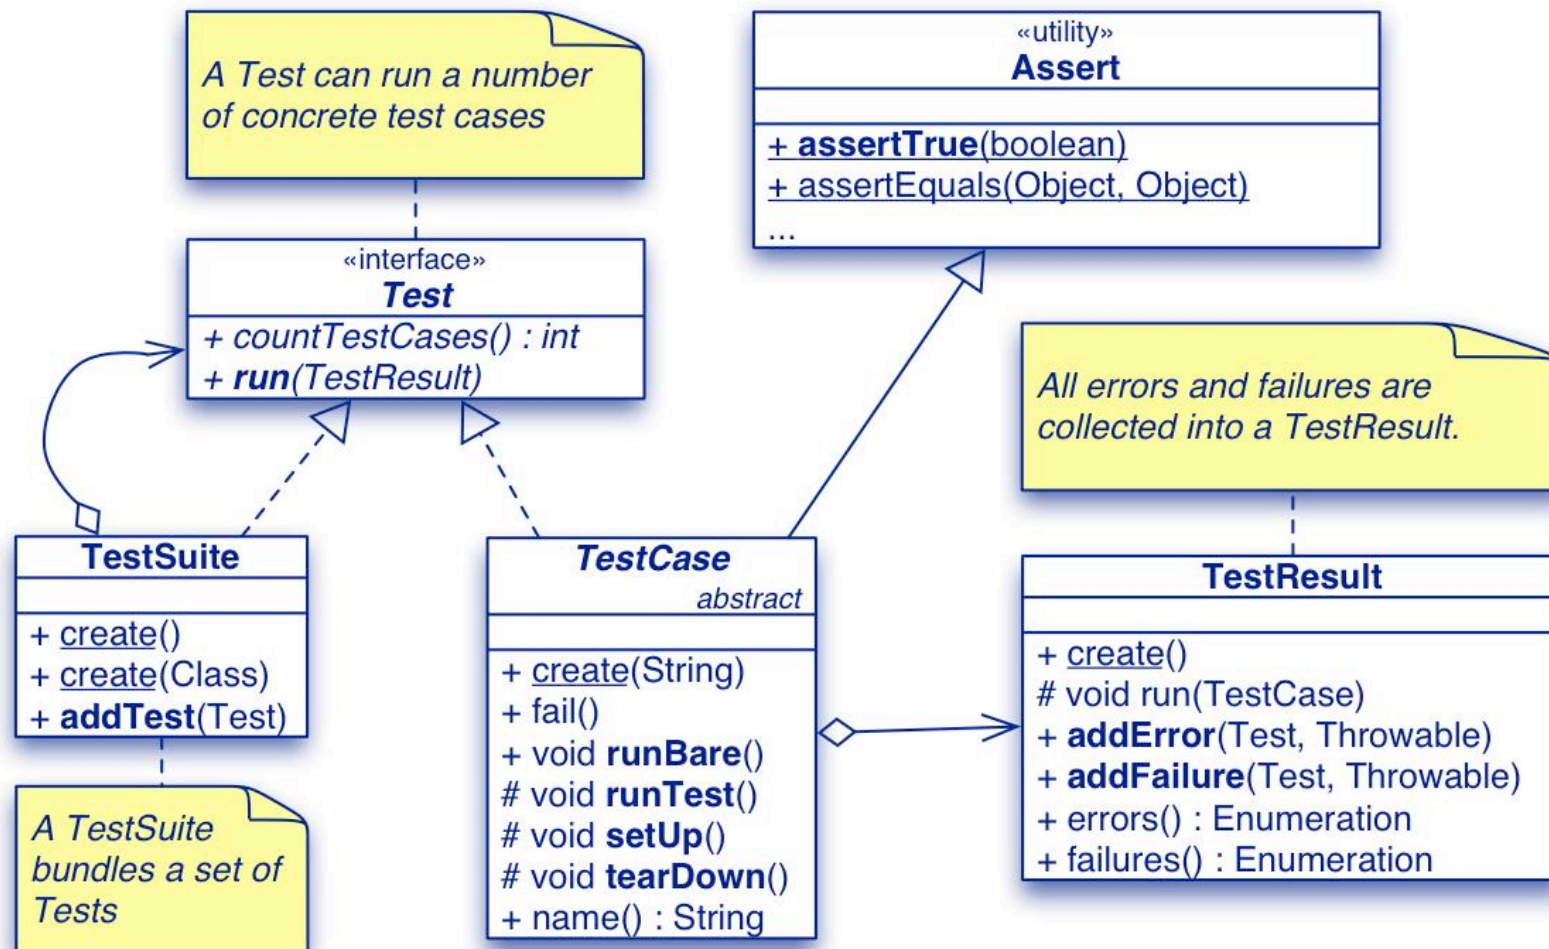 A Test can run a number
of concrete test cases
«utility»
Assert
+ assertTrue(boolean)
+ assertEquals(Object, Object)
...
«interface»
Test
+ countTestCases() : int
+ run(TestResult)
All errors and failures are
collected into a TestResult.
TestSuite
+ create()
+ create(Class)
+ addTest(Test)
A TestSuite
bundles a set of
Tests
TestCase
abstract
+ create(String)
+ fail()
+ void runBare()
# void runTest()
# void setUp()
# void tearDown()
+ name() : String
TestResult
+ create()
# void run(TestCase)
+ addError(Test, Throwable)
+ addFailure(Test, Throwable)
+ errors() : Enumeration
+ failures() : Enumeration